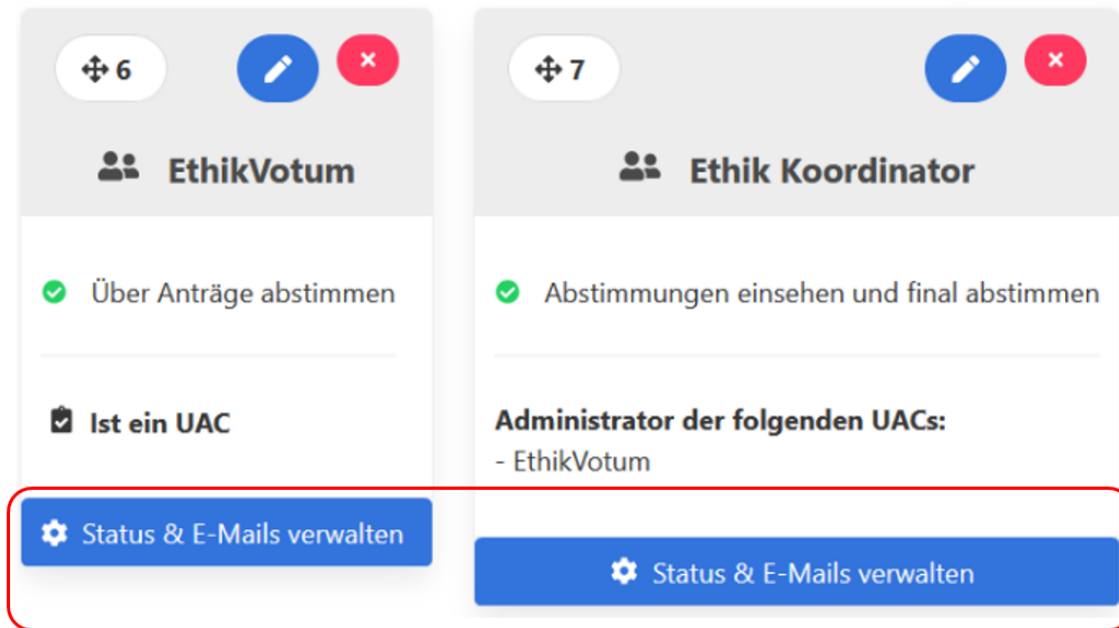 6
EthikVotum
Über Anträge abstimmen
Ist ein UAC
Status & E-Mails verwalten
7
Ethik Koordinator
Abstimmungen einsehen und final abstimmen
Administrator der folgenden UACs:
- EthikVotum
Status & E-Mails verwalten